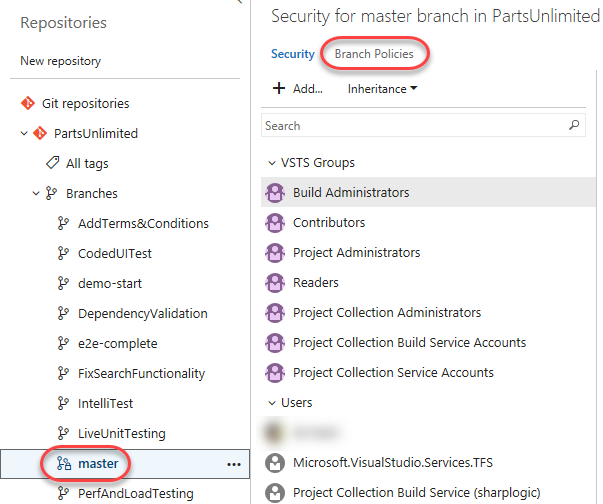 Repositories
New repository
Git repositories
PartsUnlimited
All tags
Branches
AddTerms&Conditions
CodedUITest
demo-start
DependencyValidation
e2e-complete
FixSearchFunctionality
IntelliTest
LiveUnitTesting
master
PerfAndLoadTesting
Security for master branch in PartsUnlimited
Security Branch Policies
Add... Inheritance
Search
VSTS Groups
Build Administrators
Contributors
Project Administrators
Readers
Project Collection Administrators
Project Collection Build Service Accounts
Project Collection Service Accounts
Users
Microsoft.VisualStudio.Services.TFS
Project Collection Build Service (sharplogic)